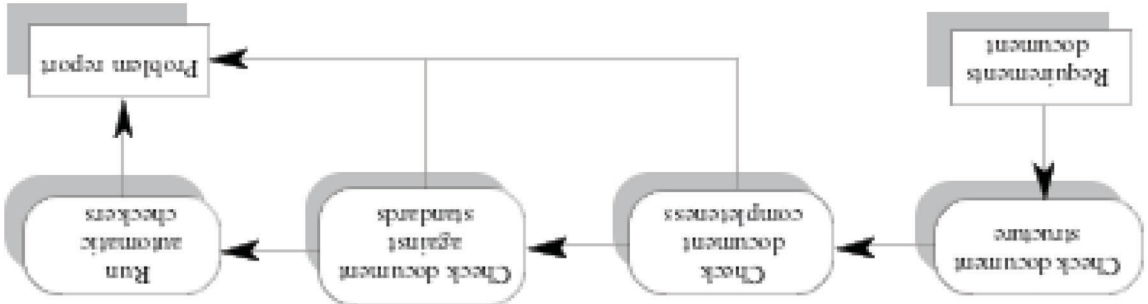 Check document
structure
Check
document
completeness
Check document
against
standards
Run
automatic
checkers
Requirements
document
Problem report